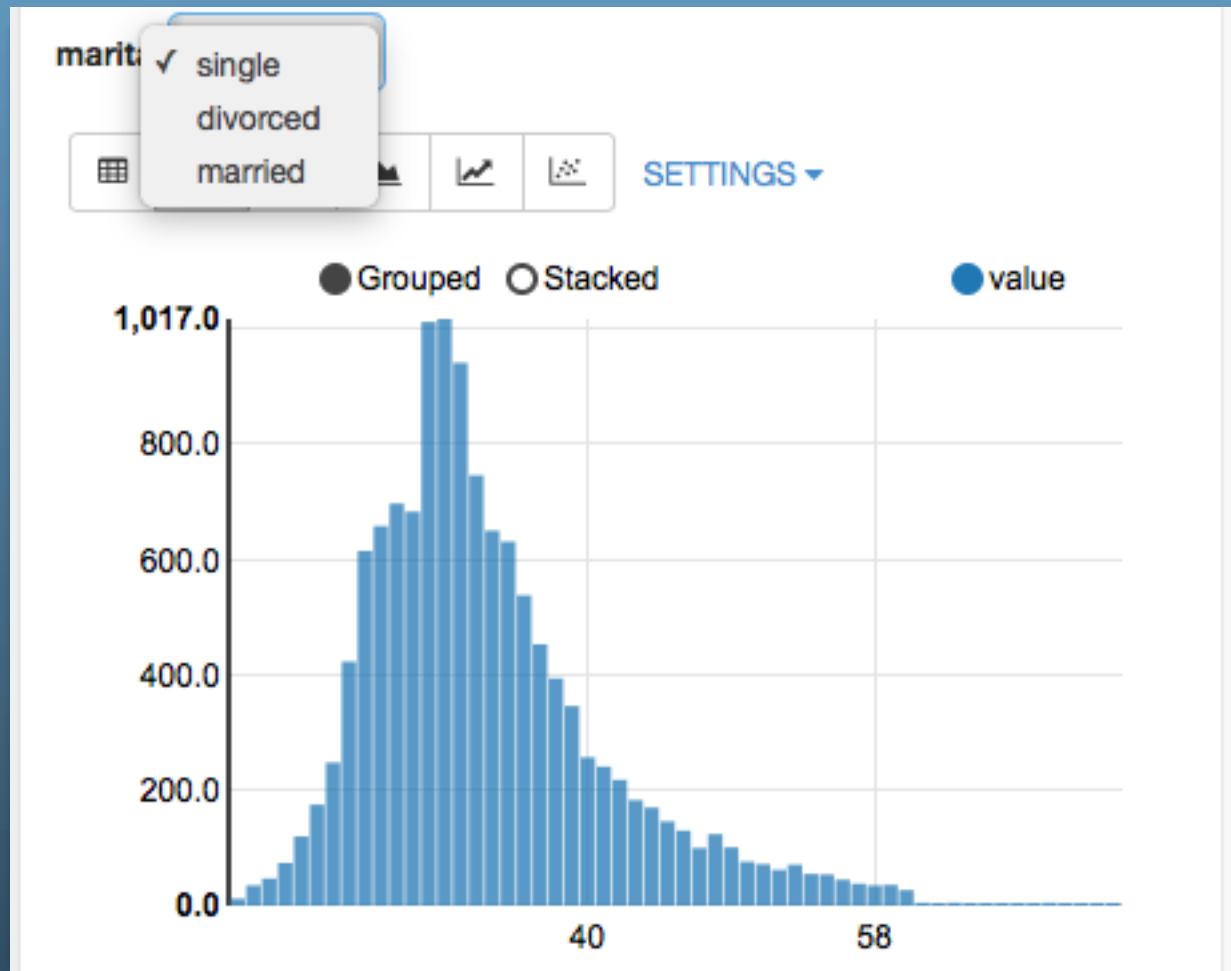 marita
single
divorced
married
SETTINGS
Grouped Stacked value
1,017.0
800.0
600.0
400.0
200.0
0.0
40 58